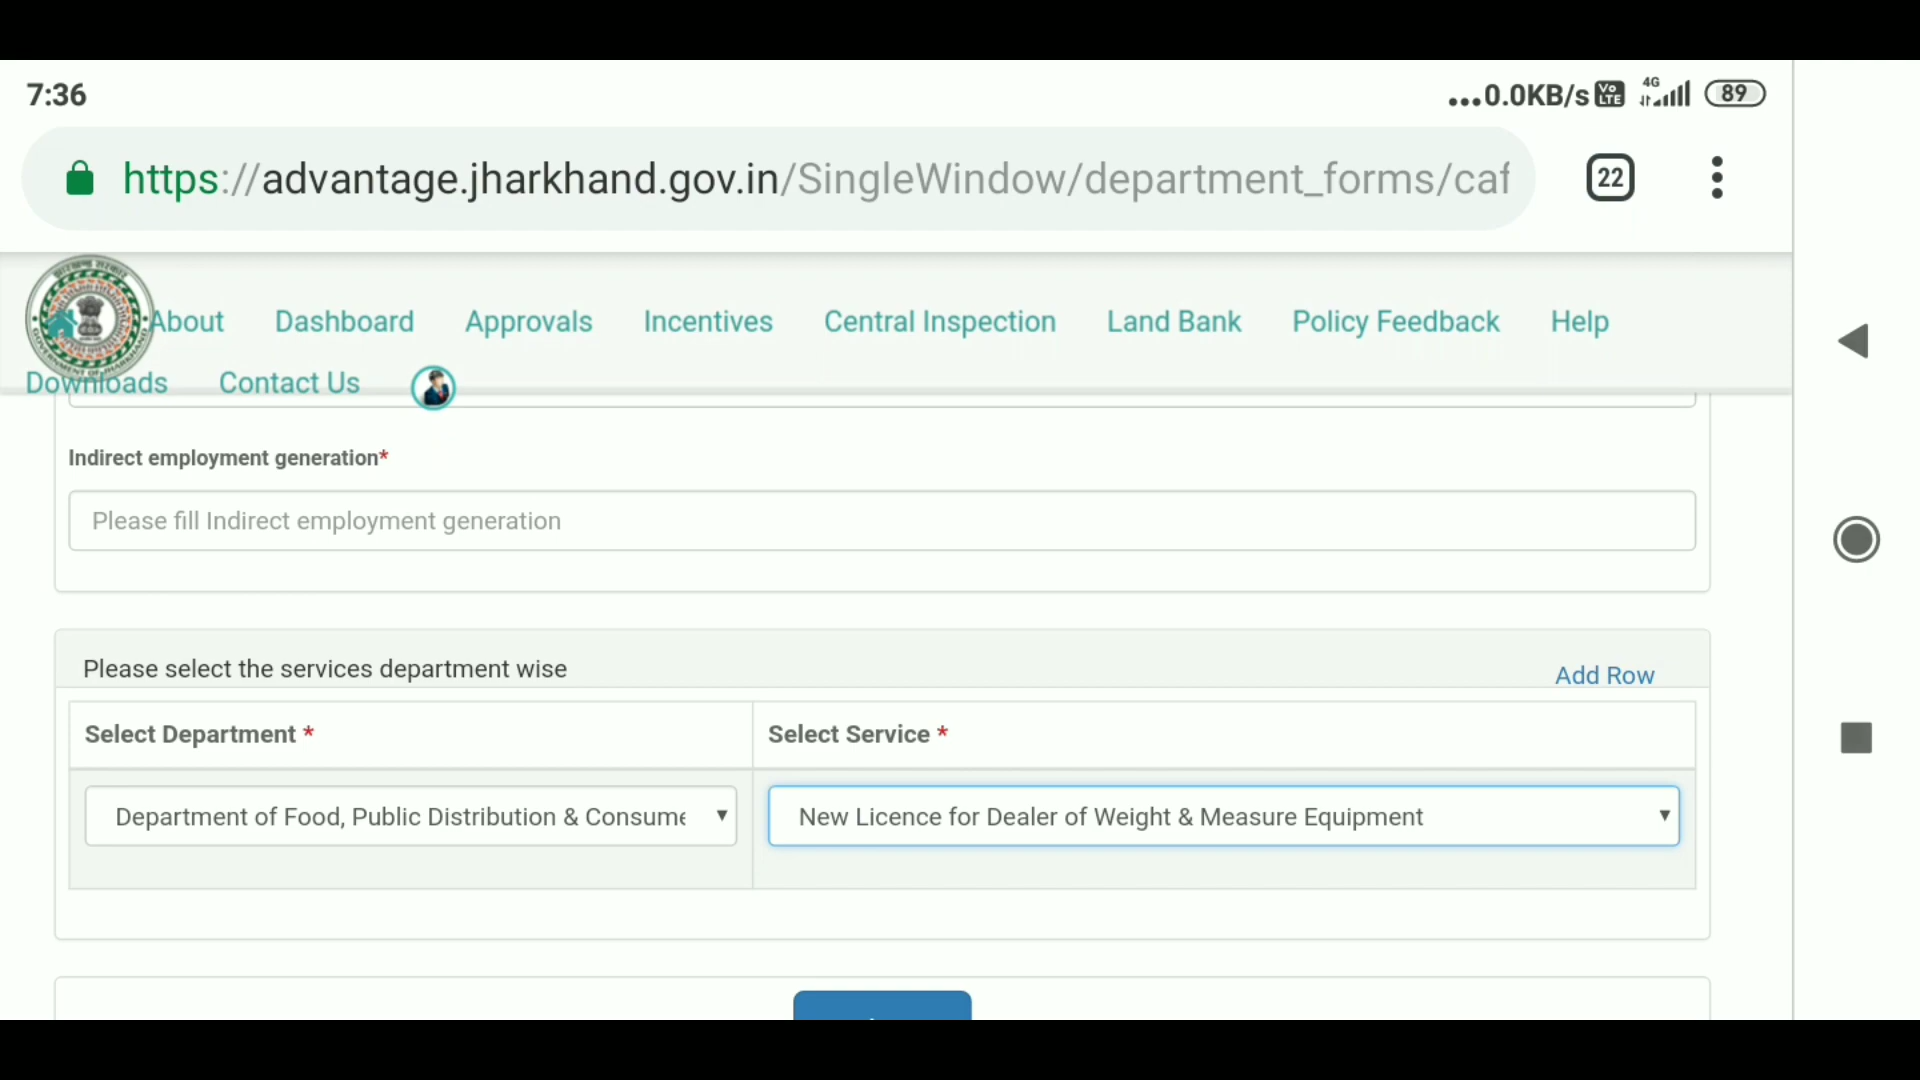 7:36
...0.0KB/s Vo LTE 4G 89
https://advantage.jharkhand.gov.in/SingleWindow/department_forms/caf
22
About Dashboard Approvals Incentives Central Inspection Land Bank Policy Feedback Help
Downloads Contact Us
Indirect employment generation*
Please fill Indirect employment generation
Please select the services department wise
Add Row
Select Department *
Select Service *
Department of Food, Public Distribution & Consume
New Licence for Dealer of Weight & Measure Equipment